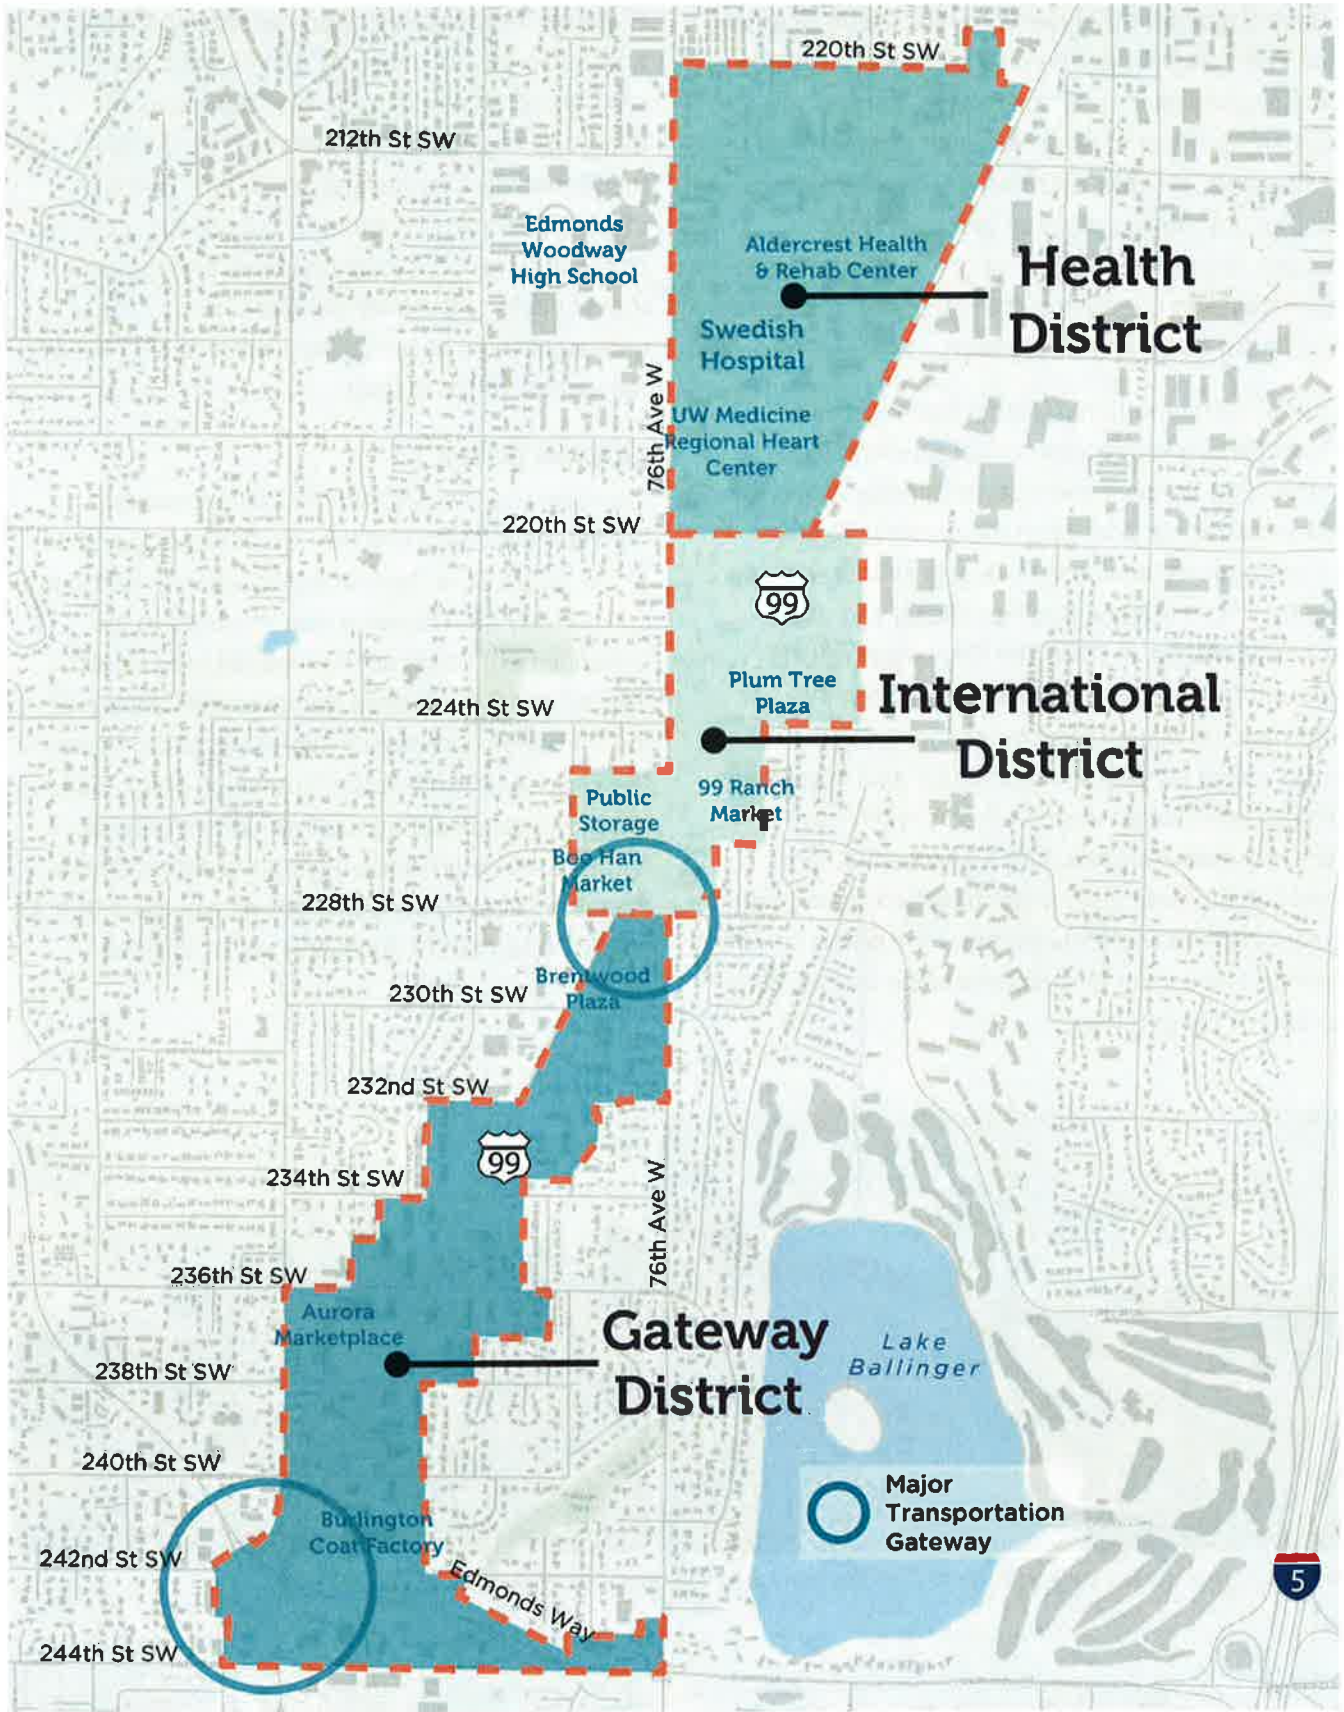 220th St SW
212th St SW
Edmonds
Woodway
High School
Aldercrest Health
& Rehab Center
Health
District
Swedish
Hospital
76th Ave W
UW Medicine
Regional Heart
Center
220th St SW
99
Plum Tree
Plaza
International
District
224th St SW
Public
Storage
99 Ranch
Market
Boo Han
Market
228th St SW
Brentwood
Plaza
230th St SW
232nd St SW
99
234th St SW
76th Ave W
236th St SW
Aurora
Marketplace
Gateway
District
Lake
Ballinger
238th St SW
240th St SW
Major
Transportation
Gateway
Burlington
Coat Factory
242nd St SW
Edmonds Way
5
244th St SW